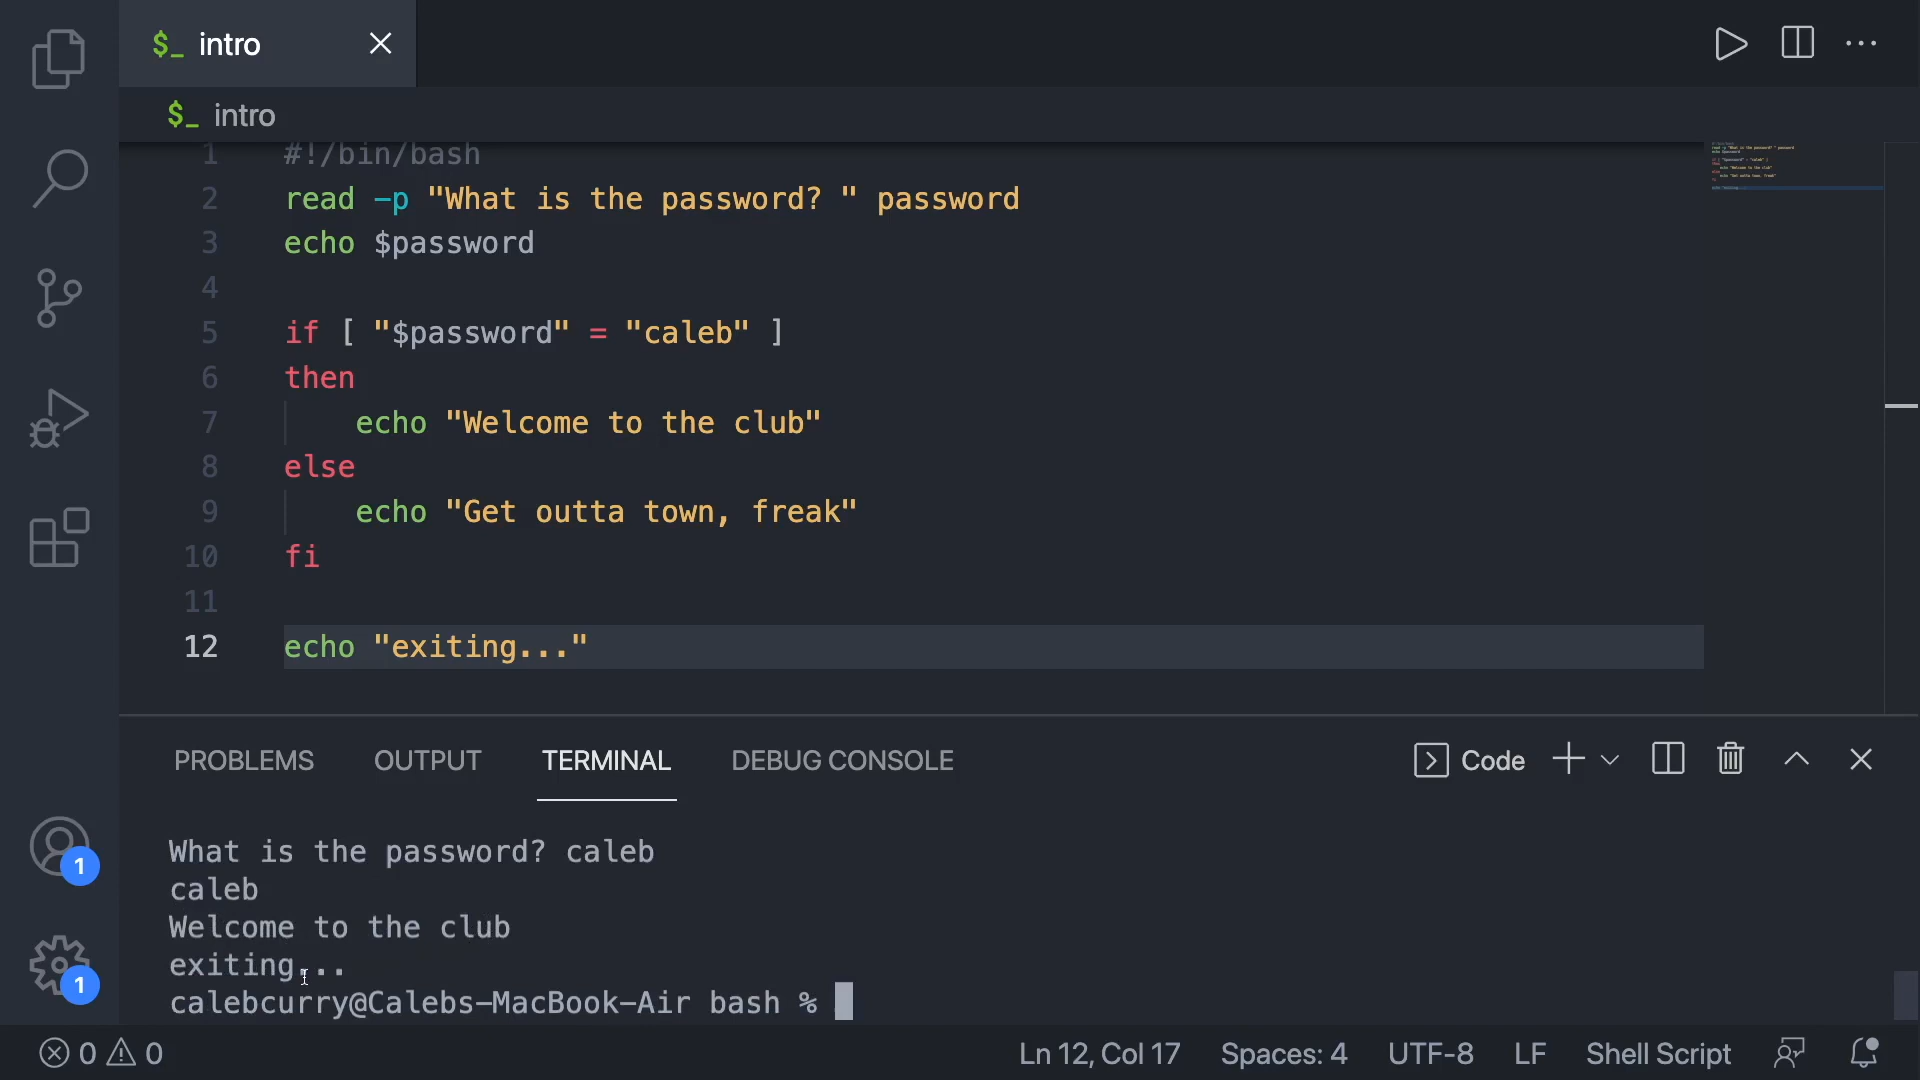 $_ intro
$_ intro
1 #!/bin/bash
2 read -p "What is the password? " password
3 echo $password
4
5 if [ "$password" = "caleb" ]
6 then
7 echo "Welcome to the club"
8 else
9 echo "Get outta town, freak"
10 fi
11
12 echo "exiting..."
PROBLEMS OUTPUT TERMINAL DEBUG CONSOLE Code
What is the password? caleb
caleb
Welcome to the club
exiting...
calebcurry@Calebs-MacBook-Air bash %
1
1
0 0 Ln 12, Col 17 Spaces: 4 UTF-8 LF Shell Script